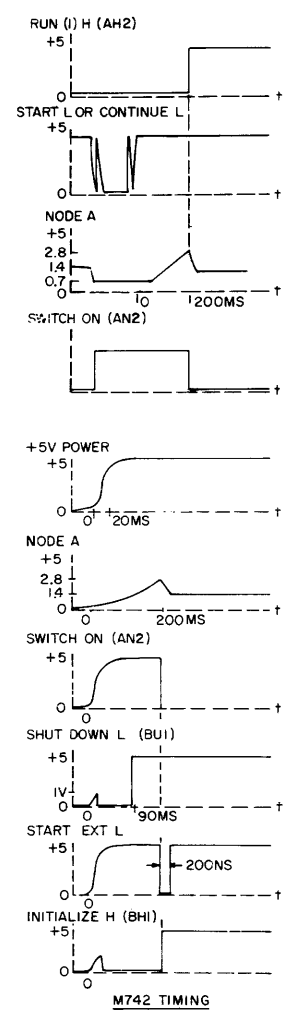 RUN (1) H (AH2)
+5
0
t
START L OR CONTINUE L
+5
0
t
NODE A
+5
2.8
1.4
0.7
0
0
200MS
t
SWITCH ON (AN2)
t
+5V POWER
+5
0
0
20MS
t
NODE A
+5
2.8
1.4
0
0
200MS
t
SWITCH ON (AN2)
+5
0
0
t
SHUT DOWN L (BU1)
+5
1V
0
0
90MS
t
START EXT L
+5
200NS
0
0
t
INITIALIZE H (BH1)
+5
0
0
t
M742 TIMING